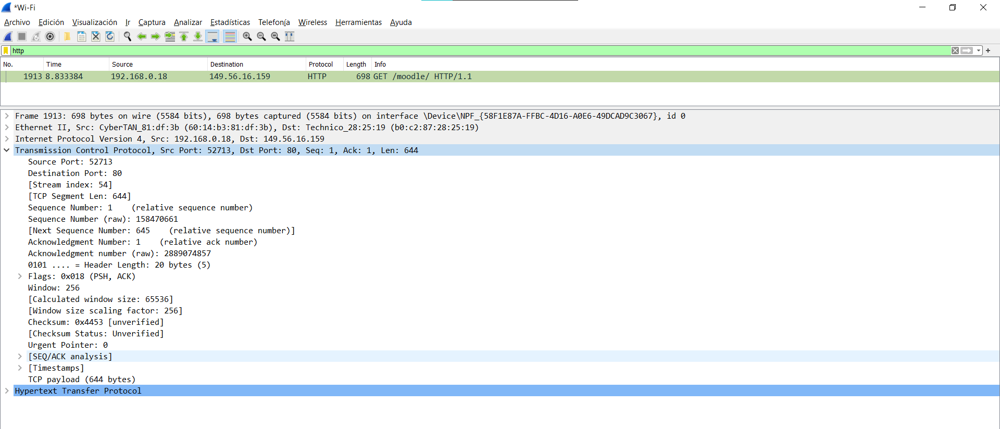 *Wi-Fi
Archivo Edición Visualización Ir Captura Analizar Estadísticas Telefonía Wireless Herramientas Ayuda
http
No. Time Source Destination Protocol Length Info
1913 8.833384 192.168.0.18 149.56.16.159 HTTP 698 GET /moodle/ HTTP/1.1
Frame 1913: 698 bytes on wire (5584 bits), 698 bytes captured (5584 bits) on interface \Device\NPF_{58F1E87A-FFBC-4D16-A0E6-49DCAD9C3067}, id 0
Ethernet II, Src: CyberTAN_81:df:3b (60:14:b3:81:df:3b), Dst: Technico_28:25:19 (b0:c2:87:28:25:19)
Internet Protocol Version 4, Src: 192.168.0.18, Dst: 149.56.16.159
Transmission Control Protocol, Src Port: 52713, Dst Port: 80, Seq: 1, Ack: 1, Len: 644
Source Port: 52713
Destination Port: 80
[Stream index: 54]
[TCP Segment Len: 644]
Sequence Number: 1    (relative sequence number)
Sequence Number (raw): 158470661
[Next Sequence Number: 645    (relative sequence number)]
Acknowledgment Number: 1    (relative ack number)
Acknowledgment number (raw): 2889074857
0101 .... = Header Length: 20 bytes (5)
Flags: 0x018 (PSH, ACK)
Window: 256
[Calculated window size: 65536]
[Window size scaling factor: 256]
Checksum: 0x4453 [unverified]
[Checksum Status: Unverified]
Urgent Pointer: 0
[SEQ/ACK analysis]
[Timestamps]
TCP payload (644 bytes)
Hypertext Transfer Protocol